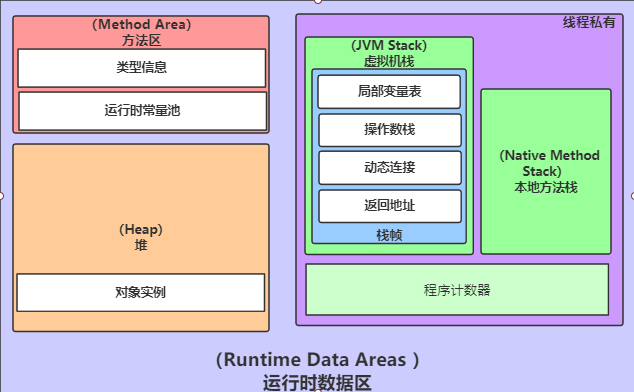 （Method Area）
方法区
类型信息
运行时常量池
（Heap）
堆
对象实例
线程私有
（JVM Stack）
虚拟机栈
局部变量表
操作数栈
动态连接
返回地址
栈帧
（Native Method
Stack）
本地方法栈
程序计数器
（Runtime Data Areas ）
运行时数据区